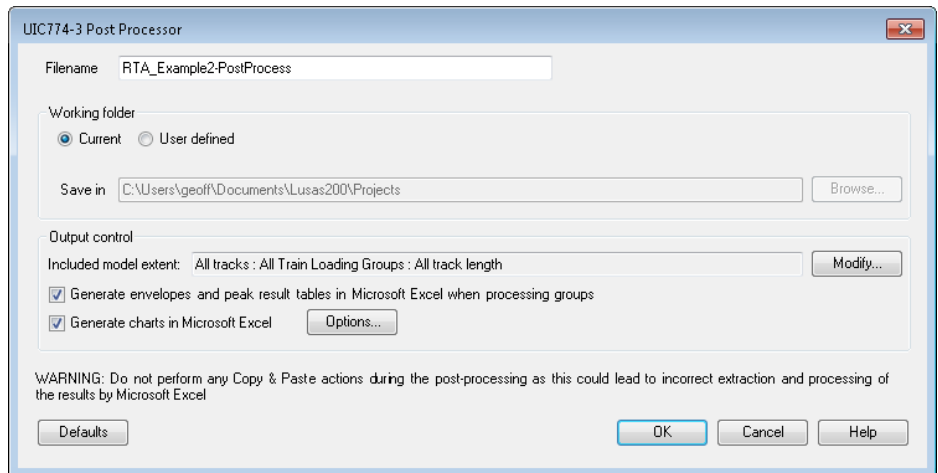 UIC774-3 Post Processor
Filename RTA_Example2-PostProcess
Working folder
Current User defined
Save in C:\Users\geoff\Documents\Lusas200\Projects Browse...
Output control
Included model extent: All tracks : All Train Loading Groups : All track length Modify...
Generate envelopes and peak result tables in Microsoft Excel when processing groups
Generate charts in Microsoft Excel Options...
WARNING: Do not perform any Copy & Paste actions during the post-processing as this could lead to incorrect extraction and processing of
the results by Microsoft Excel
Defaults OK Cancel Help